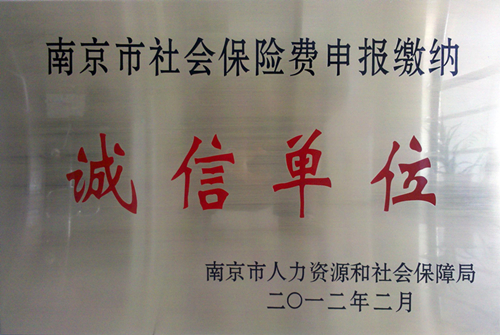 南京市社会保险费申报缴纳
诚信单位
南京市人力资源和社会保障局
二〇一二年二月